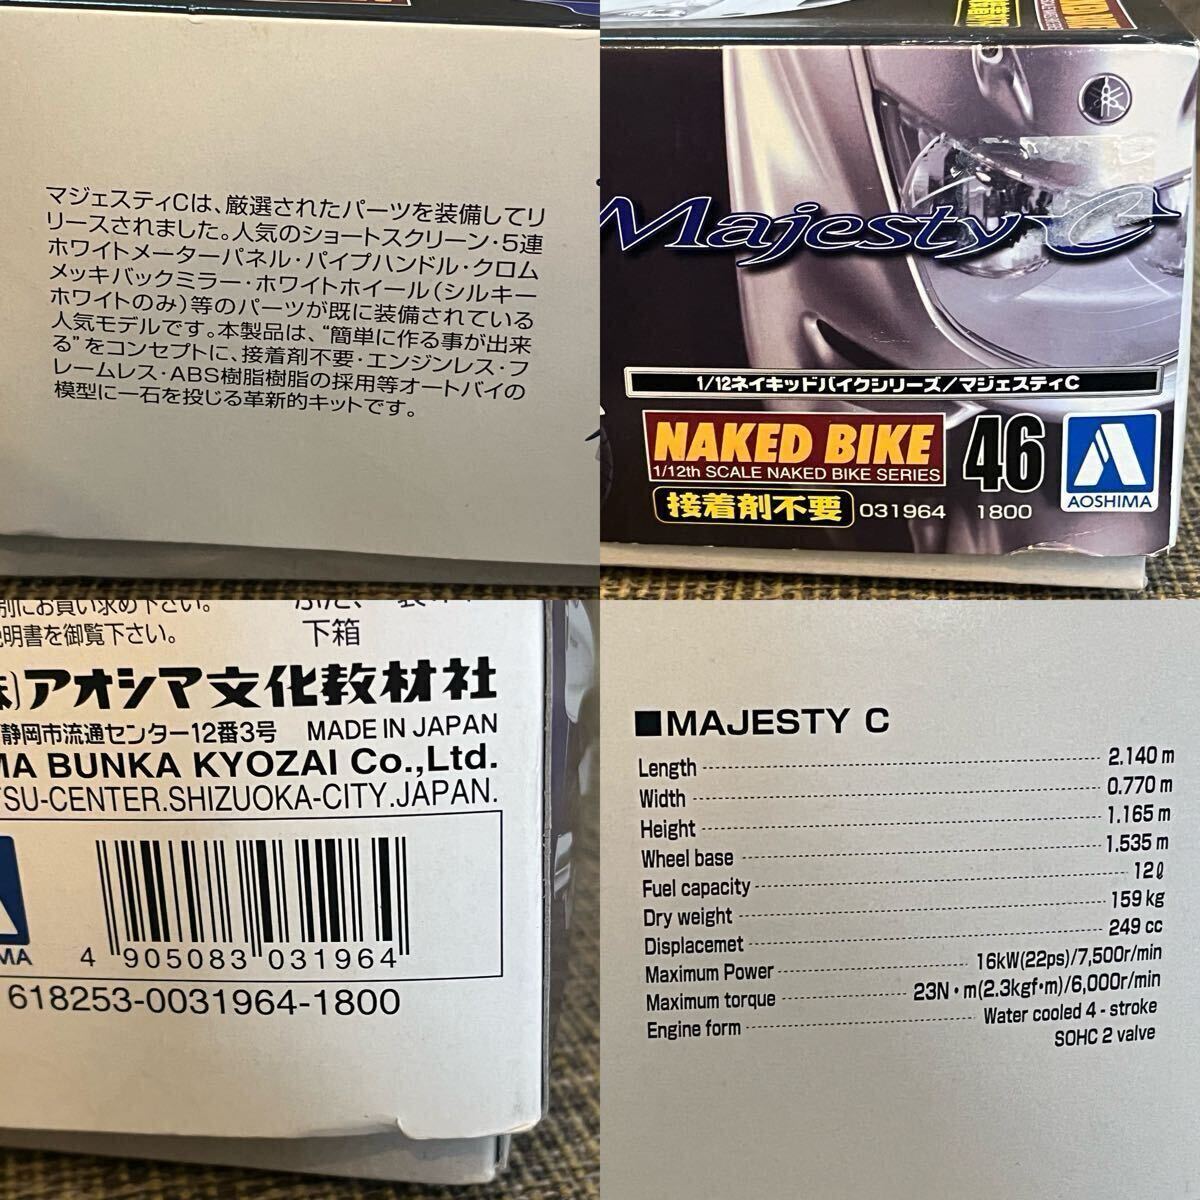 マジェスティCは、厳選されたパーツを装備してリ
リースされました。人気のショートスクリーン・5連
ホワイトメーターパネル・パイプハンドル・クロム
メッキバックミラー・ホワイトホイール(シルキー
ホワイトのみ)等のパーツが既に装備されている
人気モデルです。本製品は、“簡単に作る事が出来
る”をコンセプトに、接着剤不要・エンジンレス・フ
レームレス・ABS樹脂樹脂の採用等オートバイの
模型に一石を投じる革新的キットです。
Majesty C
1/12ネイキッドバイクシリーズ/マジェスティC
NAKED BIKE 46
1/12th SCALE NAKED BIKE SERIES
AOSHIMA
接着剤不要 031964 1800
別にお買い求め下さい。
説明書を御覧下さい。
下箱
株)アオシマ文化教材社
静岡市流通センター12番3号 MADE IN JAPAN
MA BUNKA KYOZAI Co.,Ltd.
TSU-CENTER.SHIZUOKA-CITY.JAPAN.
MA
4 905083 031964
618253-0031964-1800
■MAJESTY C
Length 2.140 m
Width 0.770 m
Height 1.165 m
Wheel base 1.535 m
Fuel capacity 12ℓ
Dry weight 159 kg
Displacemet 249 cc
Maximum Power 16kW(22ps)/7,500r/min
Maximum torque 23N・m(2.3kgf・m)/6,000r/min
Engine form Water cooled 4 - stroke
SOHC 2 valve